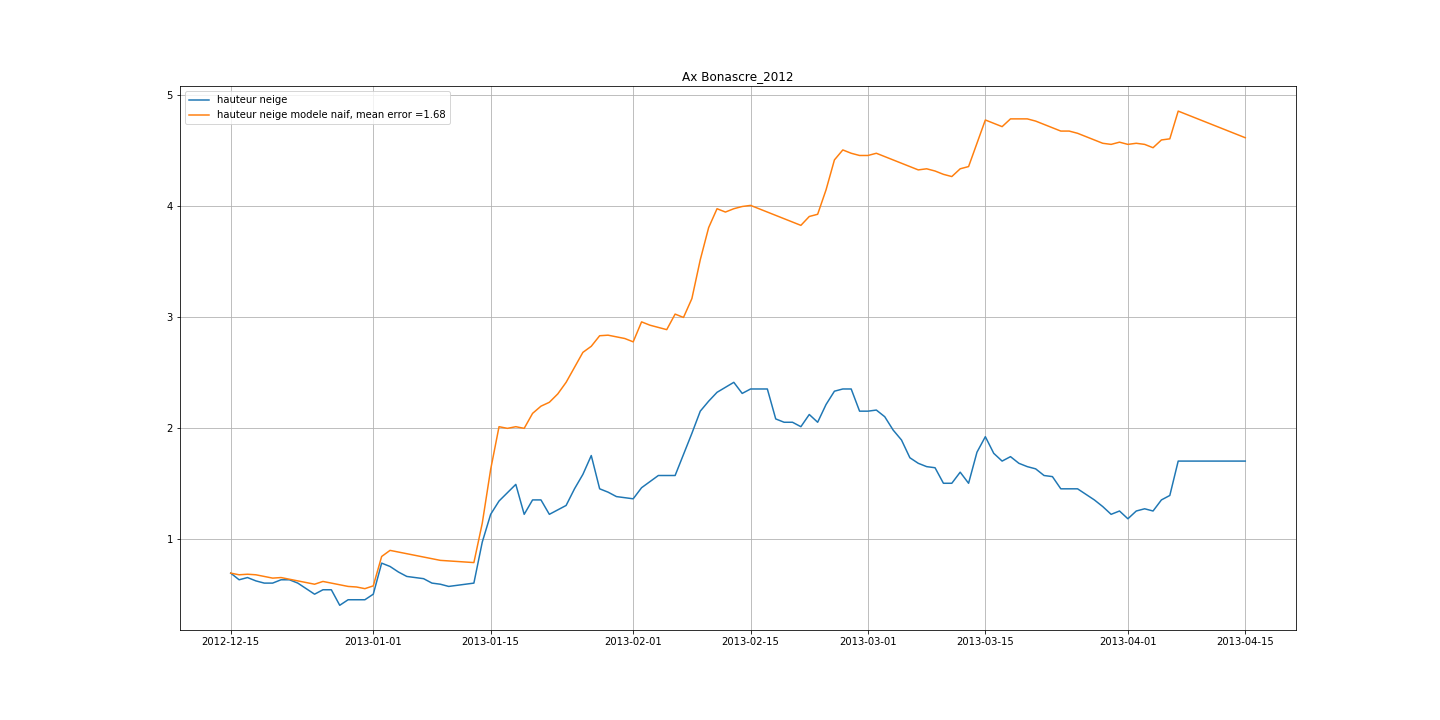 Ax Bonascre_2012
hauteur neige
hauteur neige modele naif, mean error =1.68
5
4
3
2
1
2012-12-15 2013-01-01 2013-01-15 2013-02-01 2013-02-15 2013-03-01 2013-03-15 2013-04-01 2013-04-15